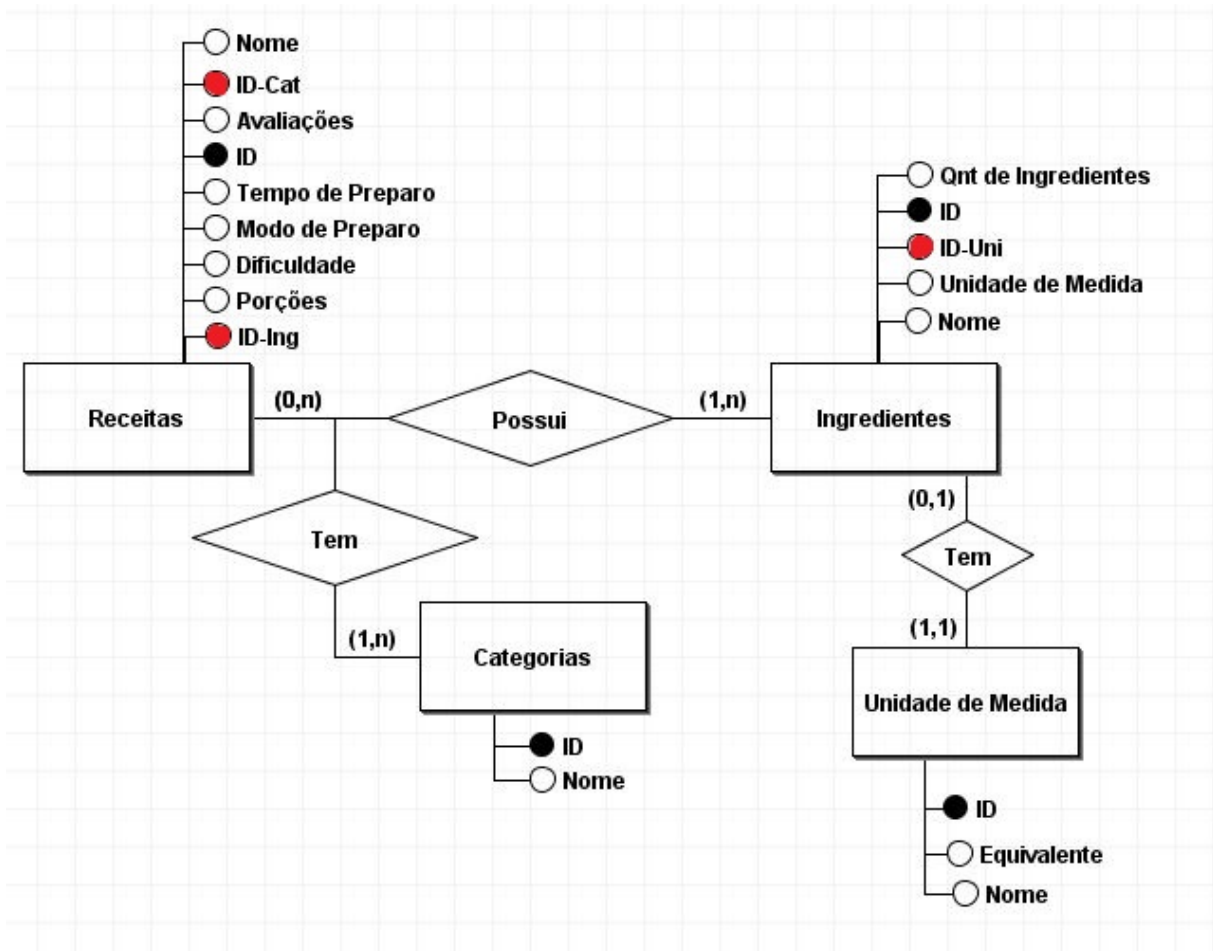 Nome
ID-Cat
Avaliações
ID
Tempo de Preparo
Modo de Preparo
Dificuldade
Porções
ID-Ing
Qnt de Ingredientes
ID
ID-Uni
Unidade de Medida
Nome
Receitas
(0,n)
Possui
(1,n)
Ingredientes
(0,1)
Tem
(1,1)
Tem
(1,n)
Categorias
ID
Nome
Unidade de Medida
ID
Equivalente
Nome